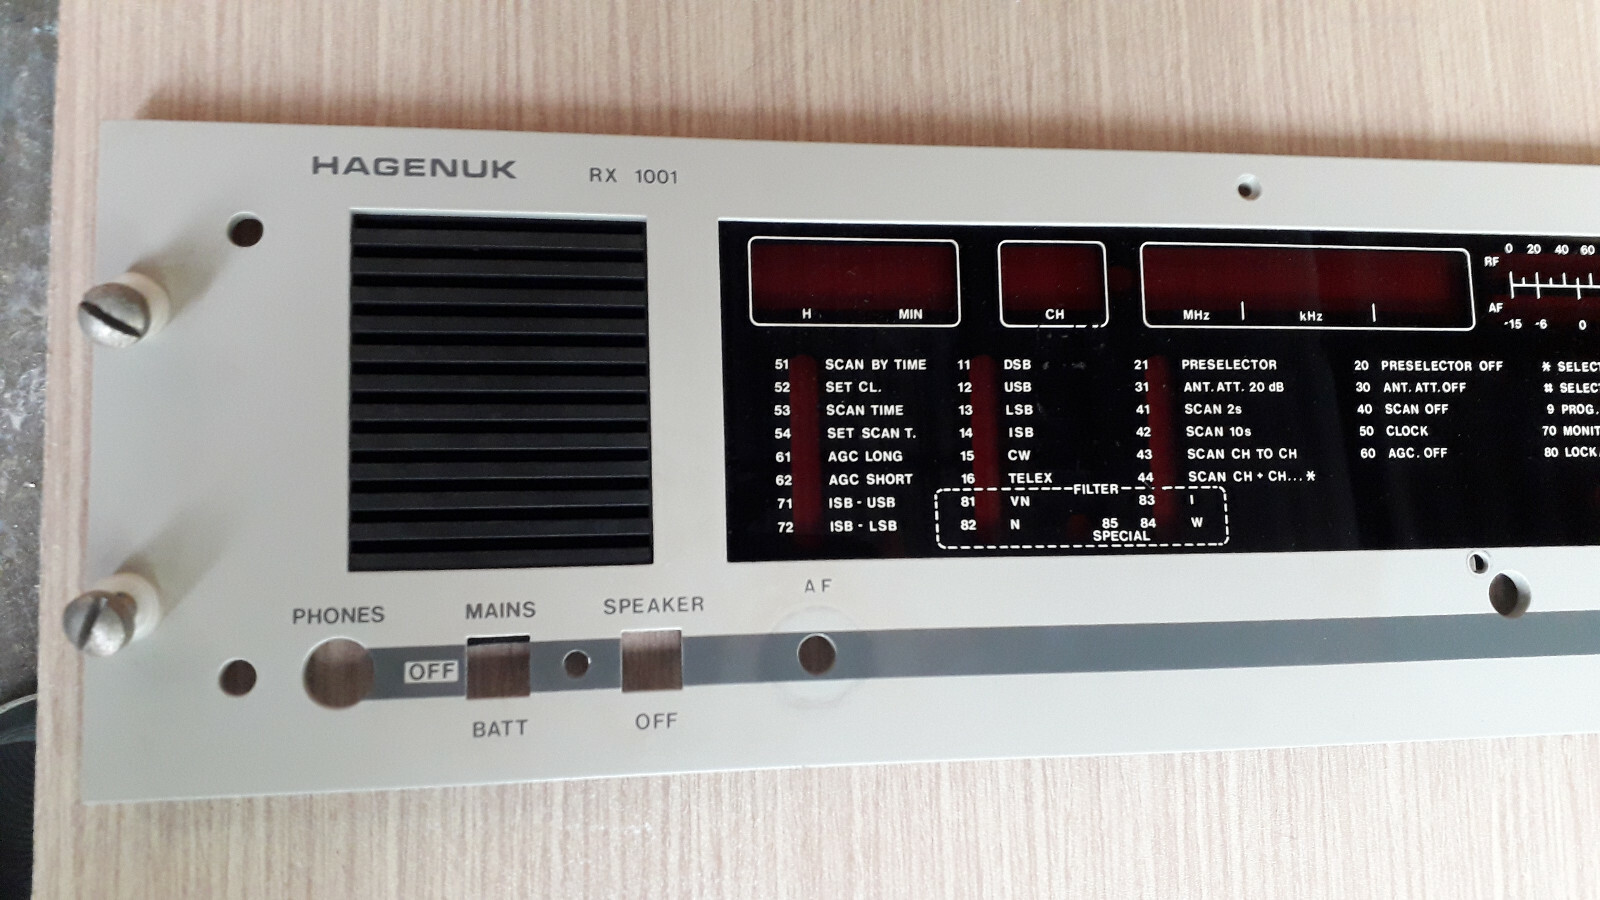 HAGENUK RX 1001
0 20 40 60
RF
H MIN CH MHz kHz AF
-15 -6 0
51 SCAN BY TIME 11 DSB 21 PRESELECTOR 20 PRESELECTOR OFF
52 SET CL. 12 USB 31 ANT. ATT. 20 dB 30 ANT. ATT. OFF
53 SCAN TIME 13 LSB 41 SCAN 2s 40 SCAN OFF 9 PROG.
54 SET SCAN T. 14 ISB 42 SCAN 10s 50 CLOCK 70
61 AGC LONG 15 CW 43 SCAN CH TO CH 60 AGC. OFF 80 LOCK
62 AGC SHORT 16 TELEX 44 SCAN CH + CH...*
FILTER
71 ISB - USB 81 VN 83 I
72 ISB - LSB 82 N 85 84 W
SPECIAL
PHONES MAINS SPEAKER AF
OFF
BATT OFF